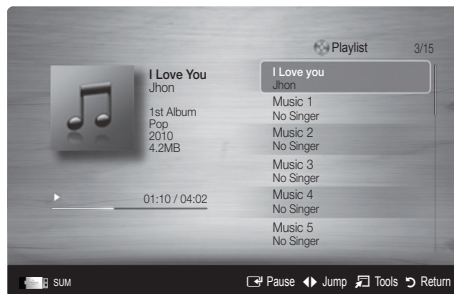 Playlist 3/15
I Love You
Jhon
1st Album
Pop
2010
4.2MB
01:10 / 04:02
I Love you
Jhon
Music 1
No Singer
Music 2
No Singer
Music 3
No Singer
Music 4
No Singer
Music 5
No Singer
SUM Pause Jump Tools Return